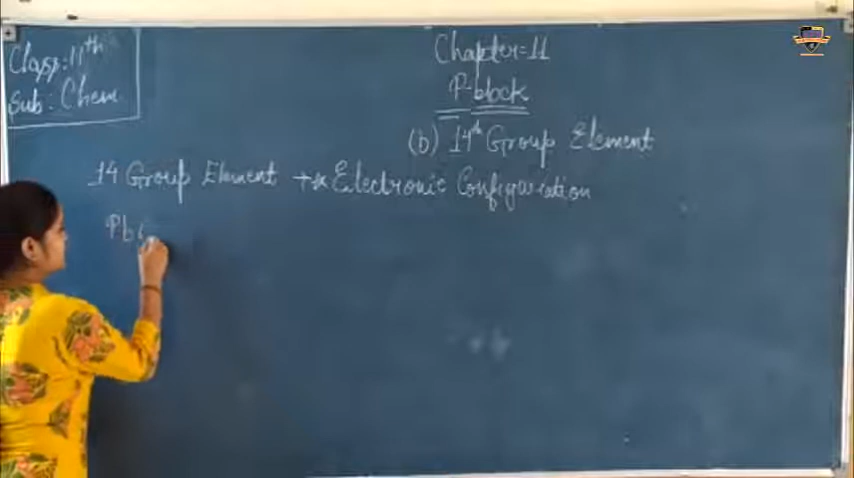 Class: 11th
Sub: Chem.
Chapter=11
P-block
(b) 14th Group Element
14 Group Element →* Electronic Configuration
Pb(